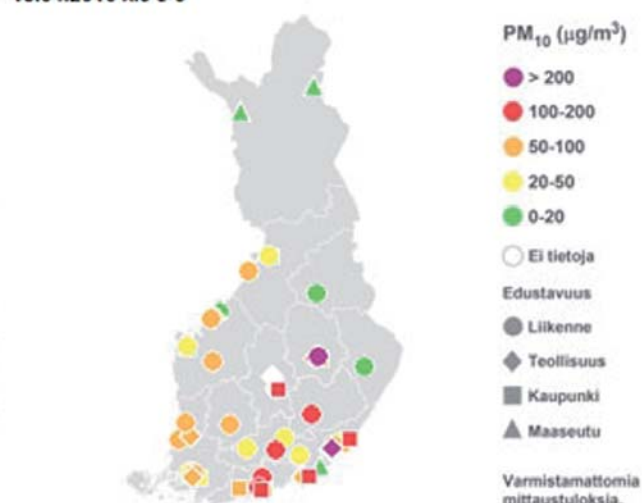 PM10 (µg/m³)
> 200
100-200
50-100
20-50
0-20
Ei tietoja
Edustavuus
Liikenne
Teollisuus
Kaupunki
Maaseutu
Varmistamattomia
mittaustuloksia